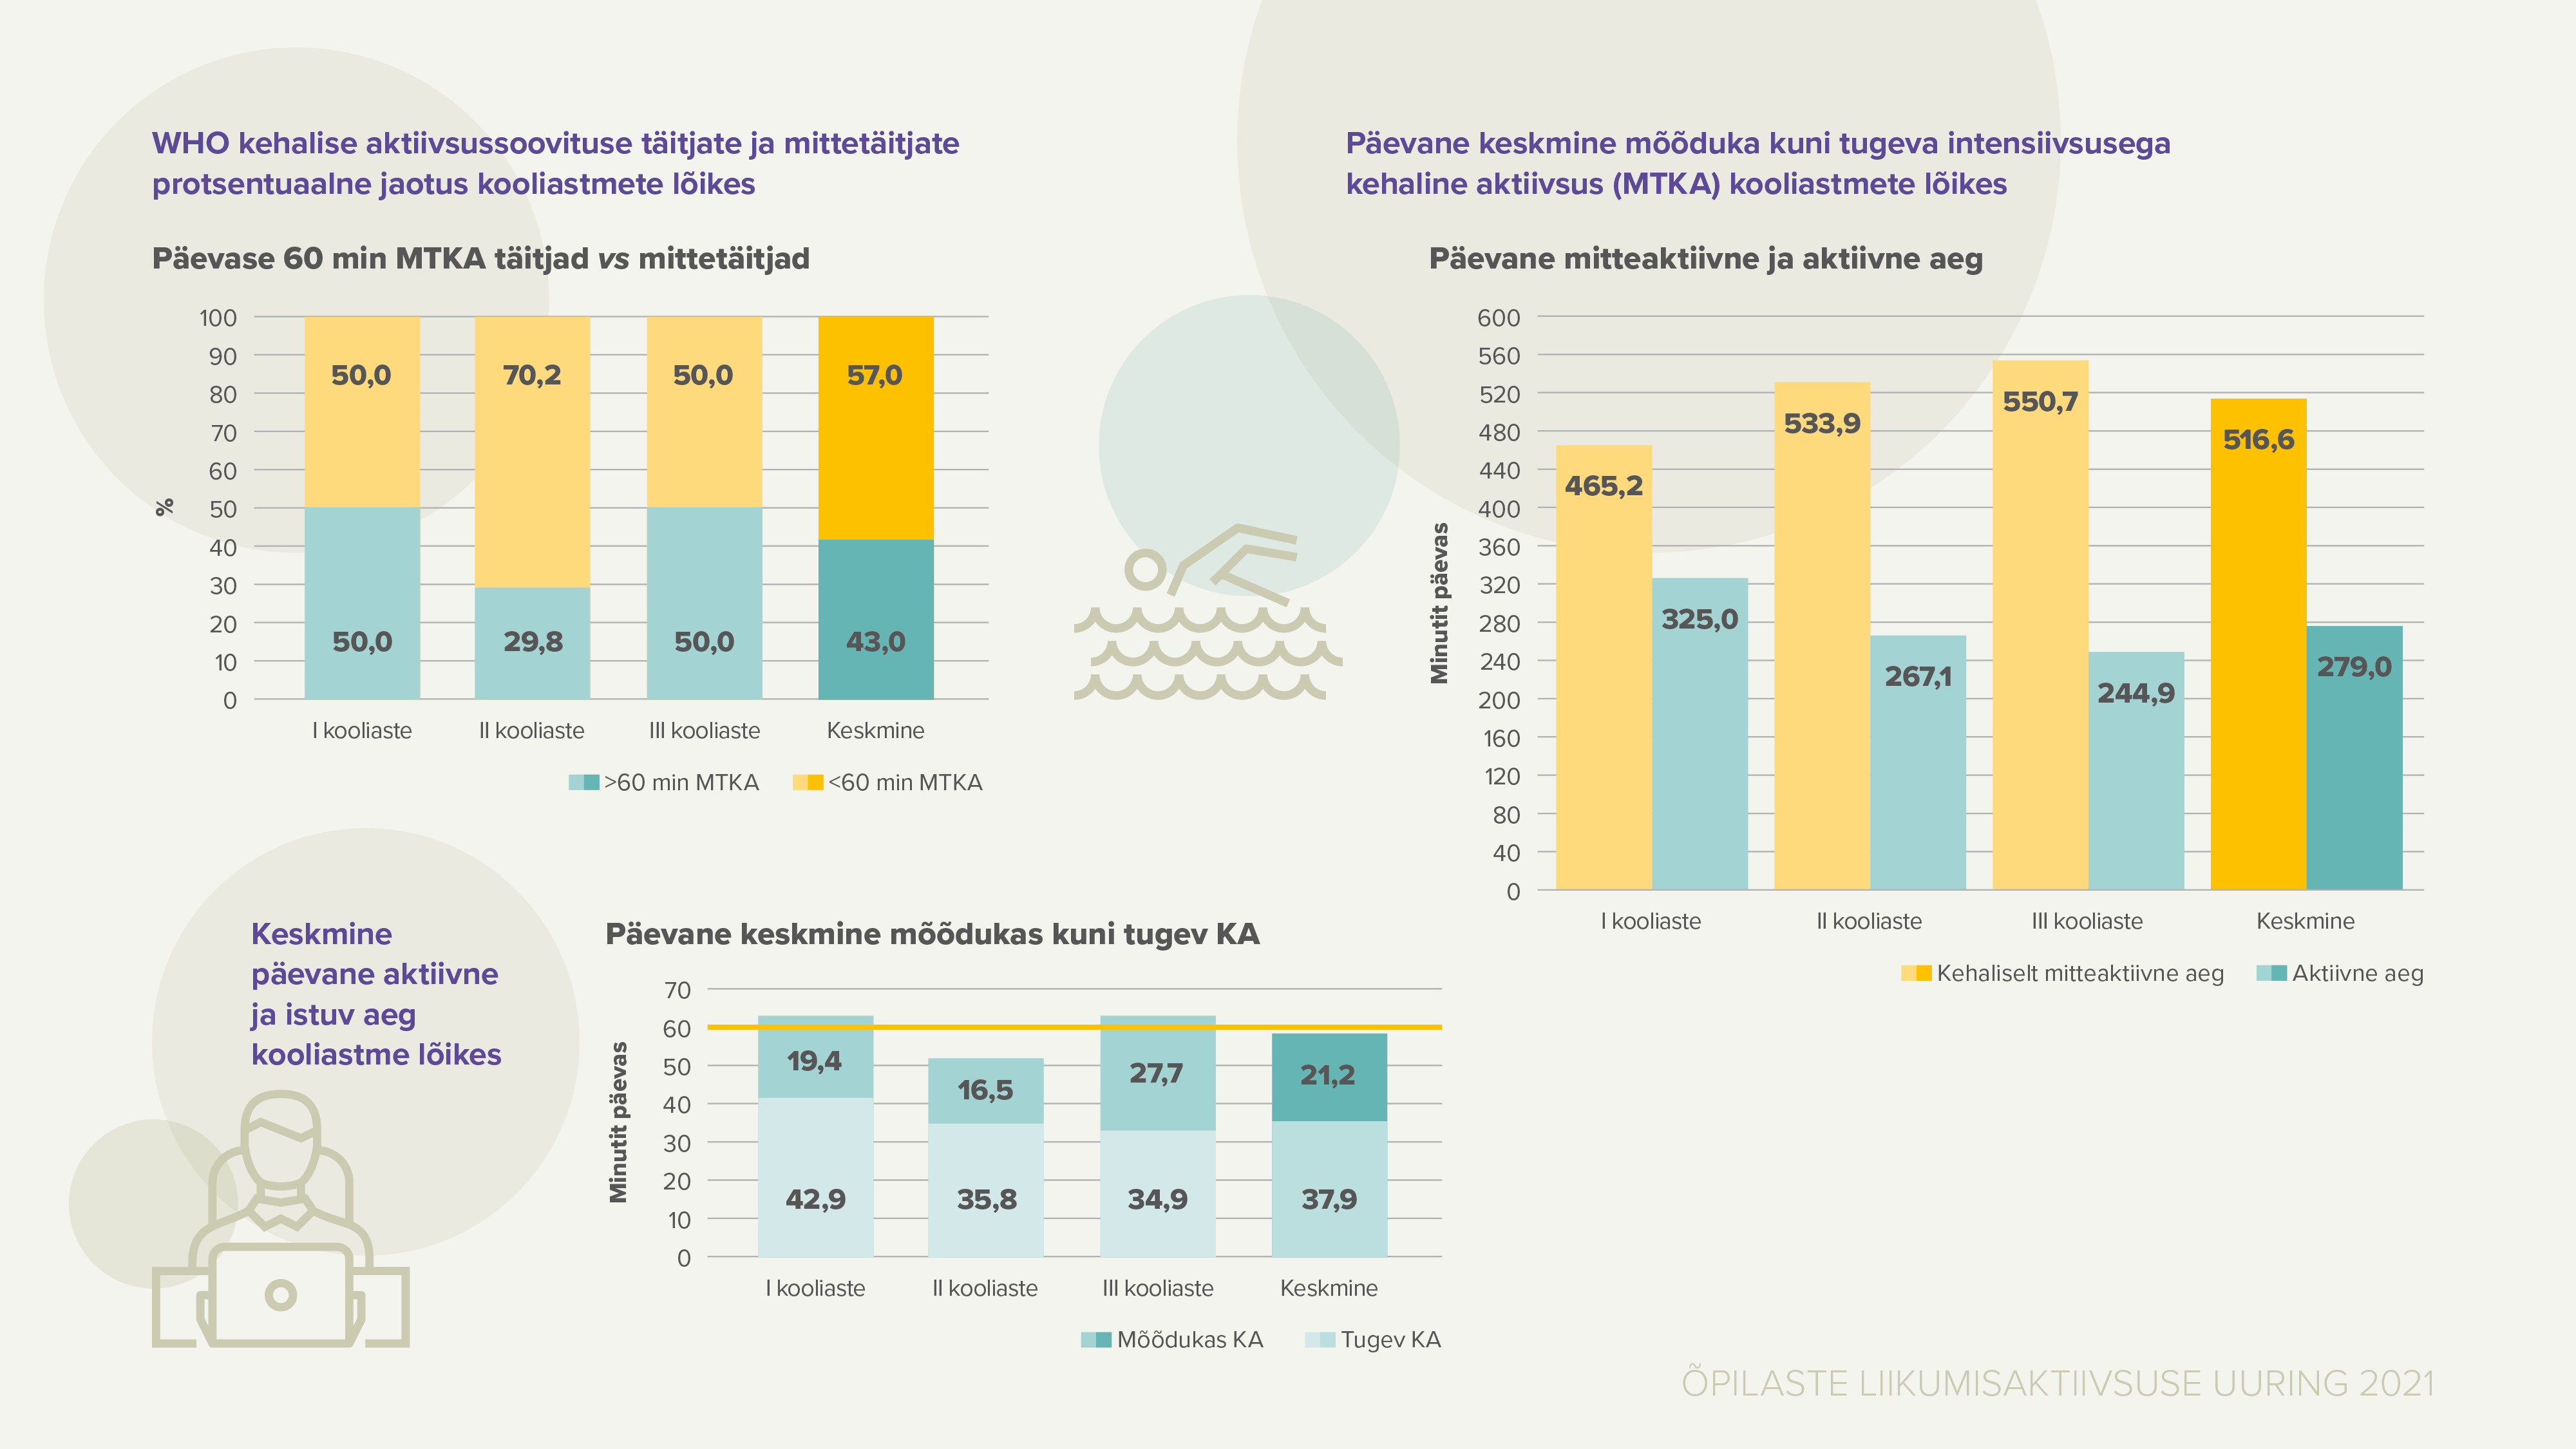 WHO kehalise aktiivsussoovituse täitjate ja mittetäitjate
protsentuaalne jaotus kooliastmete lõikes
Päevase 60 min MTKA täitjad vs mittetäitjad
%
100
90
80
70
60
50
40
30
20
10
0
50,0
70,2
50,0
57,0
50,0
29,8
50,0
43,0
I kooliaste
II kooliaste
III kooliaste
Keskmine
>60 min MTKA
<60 min MTKA
Päevane keskmine mõõduka kuni tugeva intensiivsusega
kehaline aktiivsus (MTKA) kooliastmete lõikes
Päevane mitteaktiivne ja aktiivne aeg
Minutit päevas
600
560
520
480
440
400
360
320
280
240
200
160
120
80
40
0
465,2
325,0
533,9
267,1
550,7
244,9
516,6
279,0
I kooliaste
II kooliaste
III kooliaste
Keskmine
Kehaliselt mitteaktiivne aeg
Aktiivne aeg
Keskmine
päevane aktiivne
ja istuv aeg
kooliastme lõikes
Päevane keskmine mõõdukas kuni tugev KA
Minutit päevas
70
60
50
40
30
20
10
0
19,4
16,5
27,7
21,2
42,9
35,8
34,9
37,9
I kooliaste
II kooliaste
III kooliaste
Keskmine
Mõõdukas KA
Tugev KA
ÕPILASTE LIIKUMISAKTIIVSUSE UURING 2021